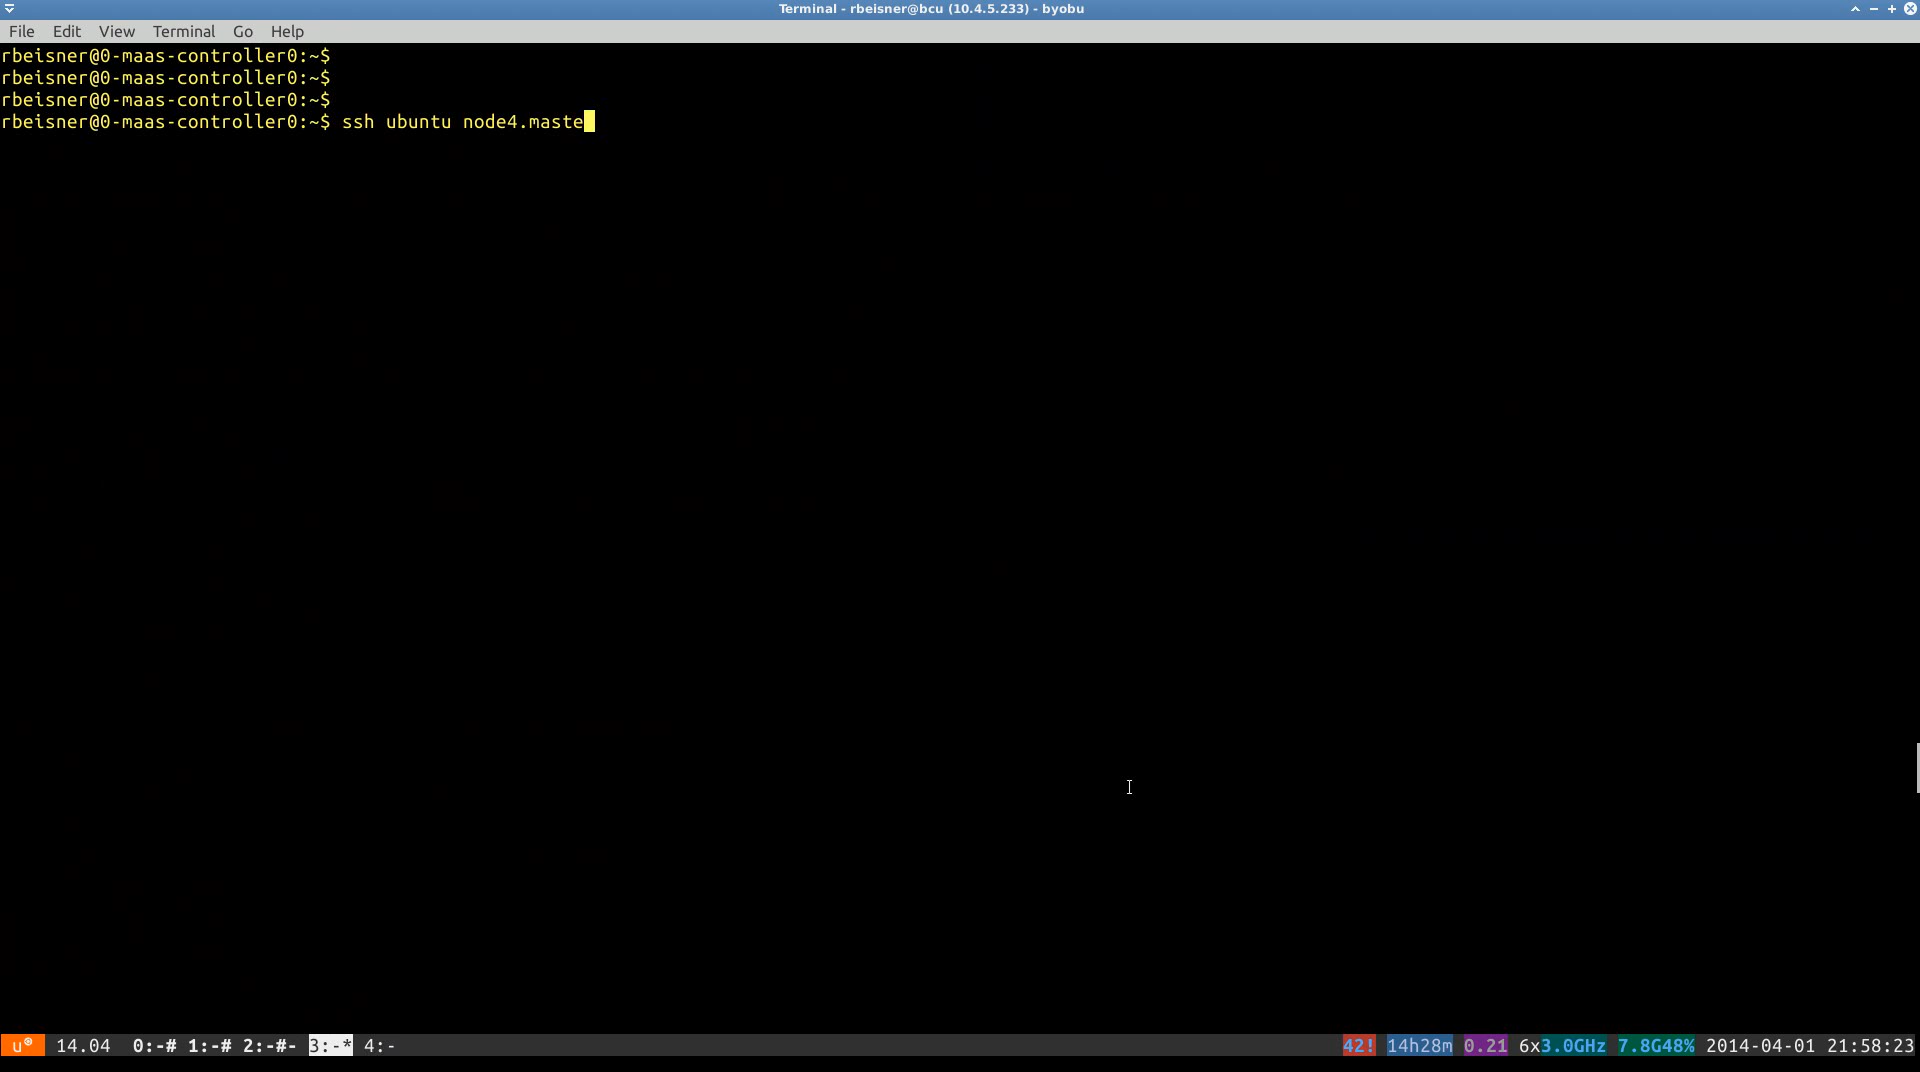 Terminal - rbeisner@bcu (10.4.5.233) - byobu
File Edit View Terminal Go Help
rbeisner@0-maas-controller0:~$
rbeisner@0-maas-controller0:~$
rbeisner@0-maas-controller0:~$
rbeisner@0-maas-controller0:~$ ssh ubuntu node4.maste
u® 14.04 0:-# 1:-# 2:-#- 3:-* 4:- 42! 14h28m 0.21 6x3.0GHz 7.8G48% 2014-04-01 21:58:23